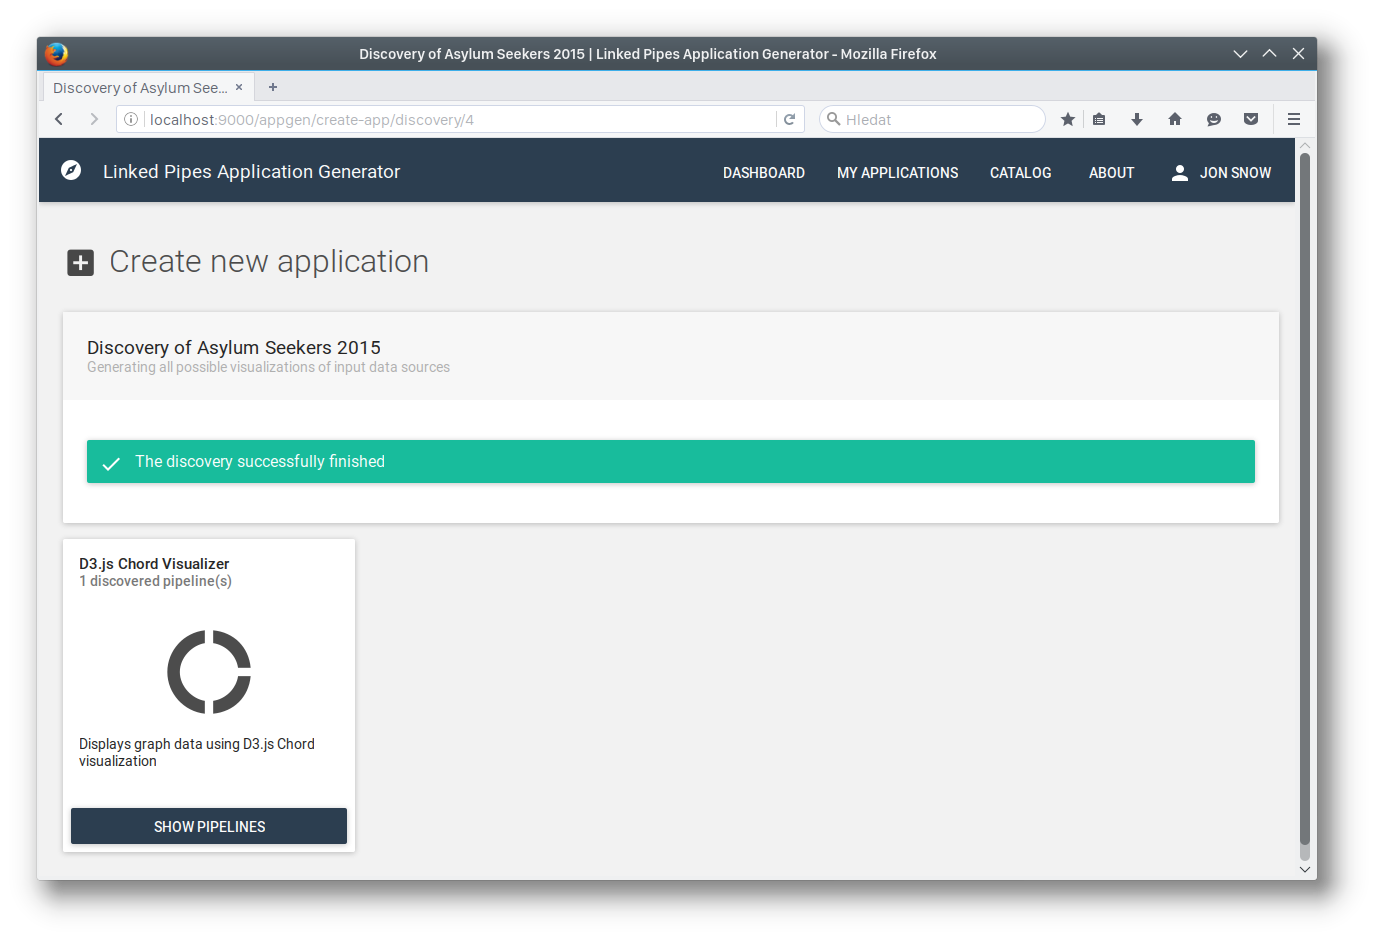 Discovery of Asylum Seekers 2015 | Linked Pipes Application Generator - Mozilla Firefox
Discovery of Asylum See...
localhost:9000/appgen/create-app/discovery/4
Hledat
Linked Pipes Application Generator
DASHBOARD
MY APPLICATIONS
CATALOG
ABOUT
JON SNOW
Create new application
Discovery of Asylum Seekers 2015
Generating all possible visualizations of input data sources
The discovery successfully finished
D3.js Chord Visualizer
1 discovered pipeline(s)
Displays graph data using D3.js Chord
visualization
SHOW PIPELINES